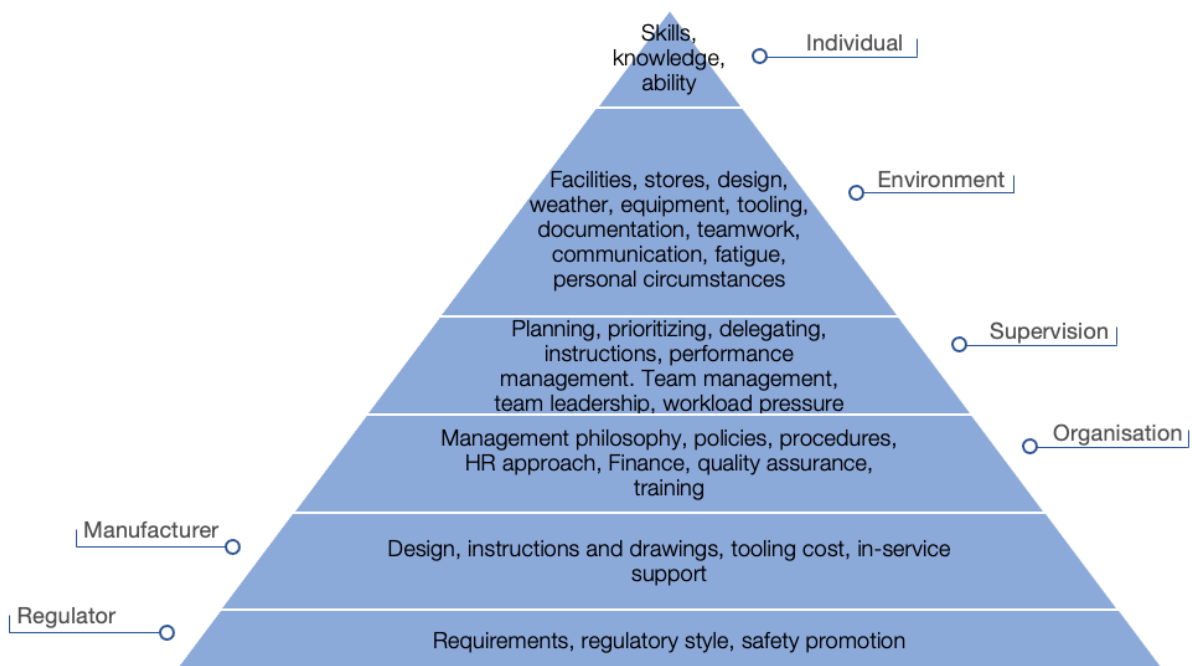 Skills,
knowledge,
ability
Individual
Facilities, stores, design,
weather, equipment, tooling,
documentation, teamwork,
communication, fatigue,
personal circumstances
Environment
Planning, prioritizing, delegating,
instructions, performance
management. Team management,
team leadership, workload pressure
Supervision
Management philosophy, policies, procedures,
HR approach, Finance, quality assurance,
training
Organisation
Manufacturer
Design, instructions and drawings, tooling cost, in-service
support
Regulator
Requirements, regulatory style, safety promotion